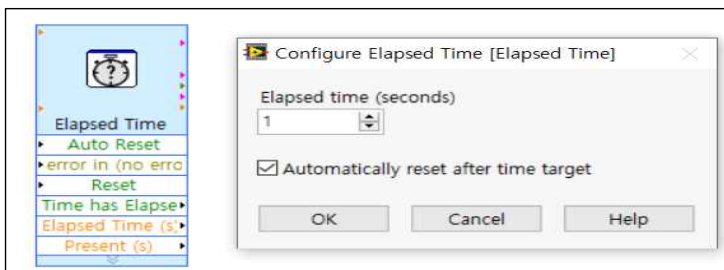 Elapsed Time
Auto Reset
error in (no erro
Reset
Time has Elapse
Elapsed Time (s)
Present (s)
Configure Elapsed Time [Elapsed Time]
Elapsed time (seconds)
1
Automatically reset after time target
OK
Cancel
Help